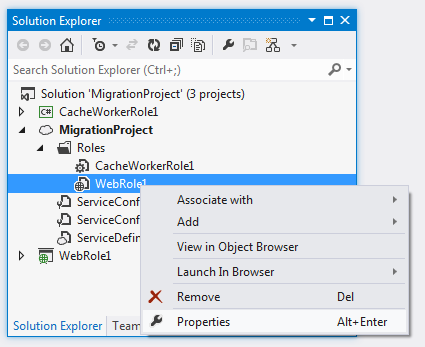 Solution Explorer
Search Solution Explorer (Ctrl+;)
Solution 'MigrationProject' (3 projects)
C# CacheWorkerRole1
MigrationProject
Roles
CacheWorkerRole1
WebRole1
Associate with
ServiceConf
Add
ServiceConf
View in Object Browser
ServiceDefin
WebRole1
Launch In Browser
Remove Del
Properties Alt+Enter
Solution Explorer Team